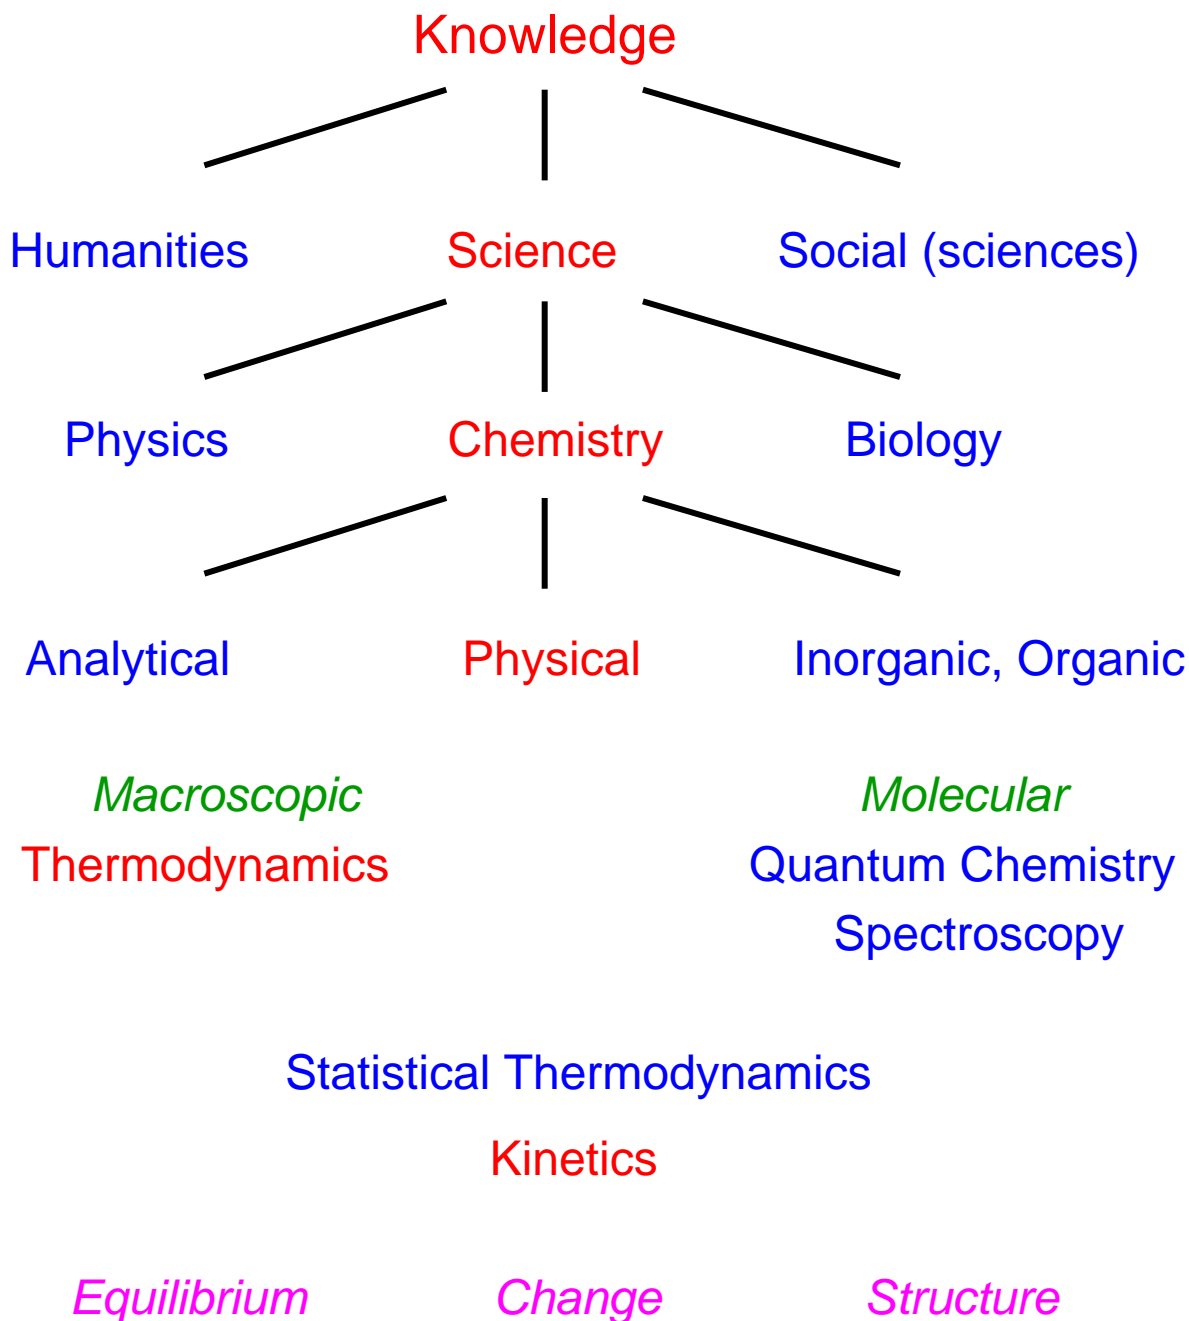 Knowledge
Humanities Science Social (sciences)
Physics Chemistry Biology
Analytical Physical Inorganic, Organic
Macroscopic Molecular
Thermodynamics Quantum Chemistry
Spectroscopy
Statistical Thermodynamics
Kinetics
Equilibrium Change Structure